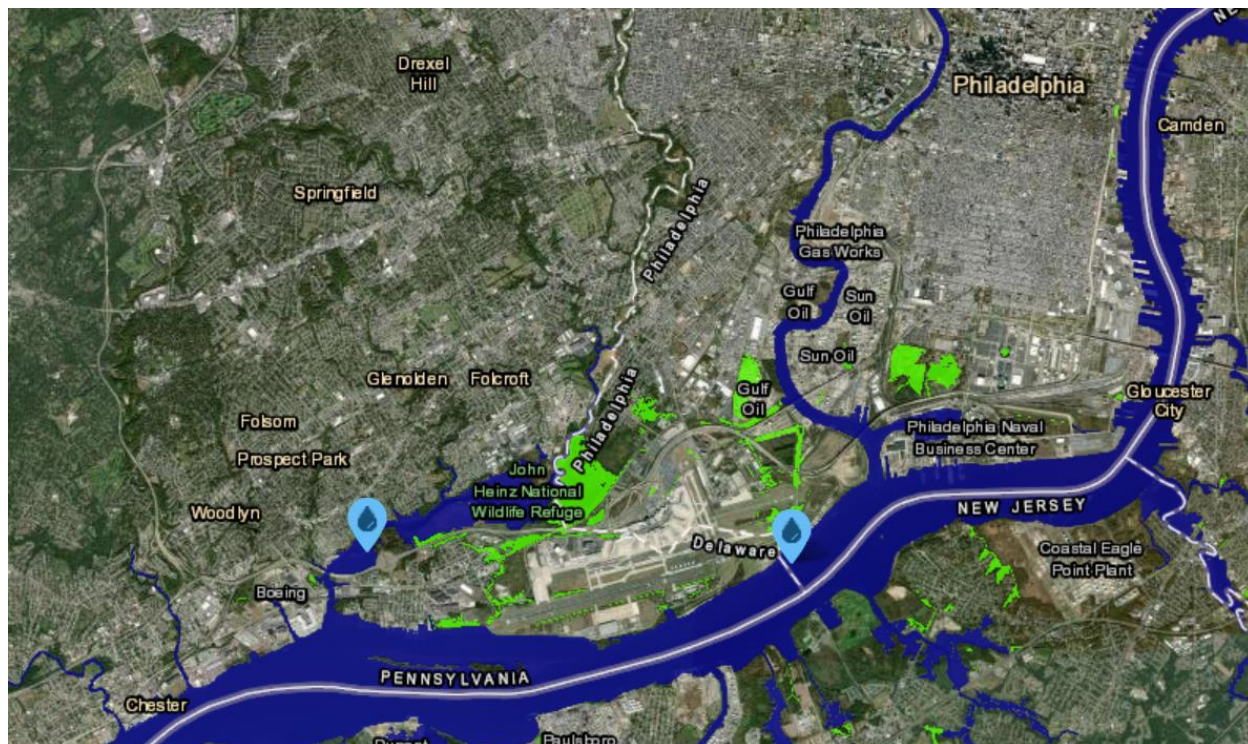 NE
Drexel
Hill
Philadelphia
Camden
Springfield
Philadelphia
Philadelphia
Gas Works
Gulf
Oil
Sun
Oil
Sun Oil
Glenolden
Folcroft
Gulf
Oil
Gloucester
City
Folsom
Philadelphia
Philadelphia Naval
Business Center
Prospect Park
John
Heinz National
Wildlife Refuge
Woodlyn
NEW JERSEY
Delaware
Coastal Eagle
Point Plant
Boeing
PENNSYLVANIA
Chester
Paulsboro